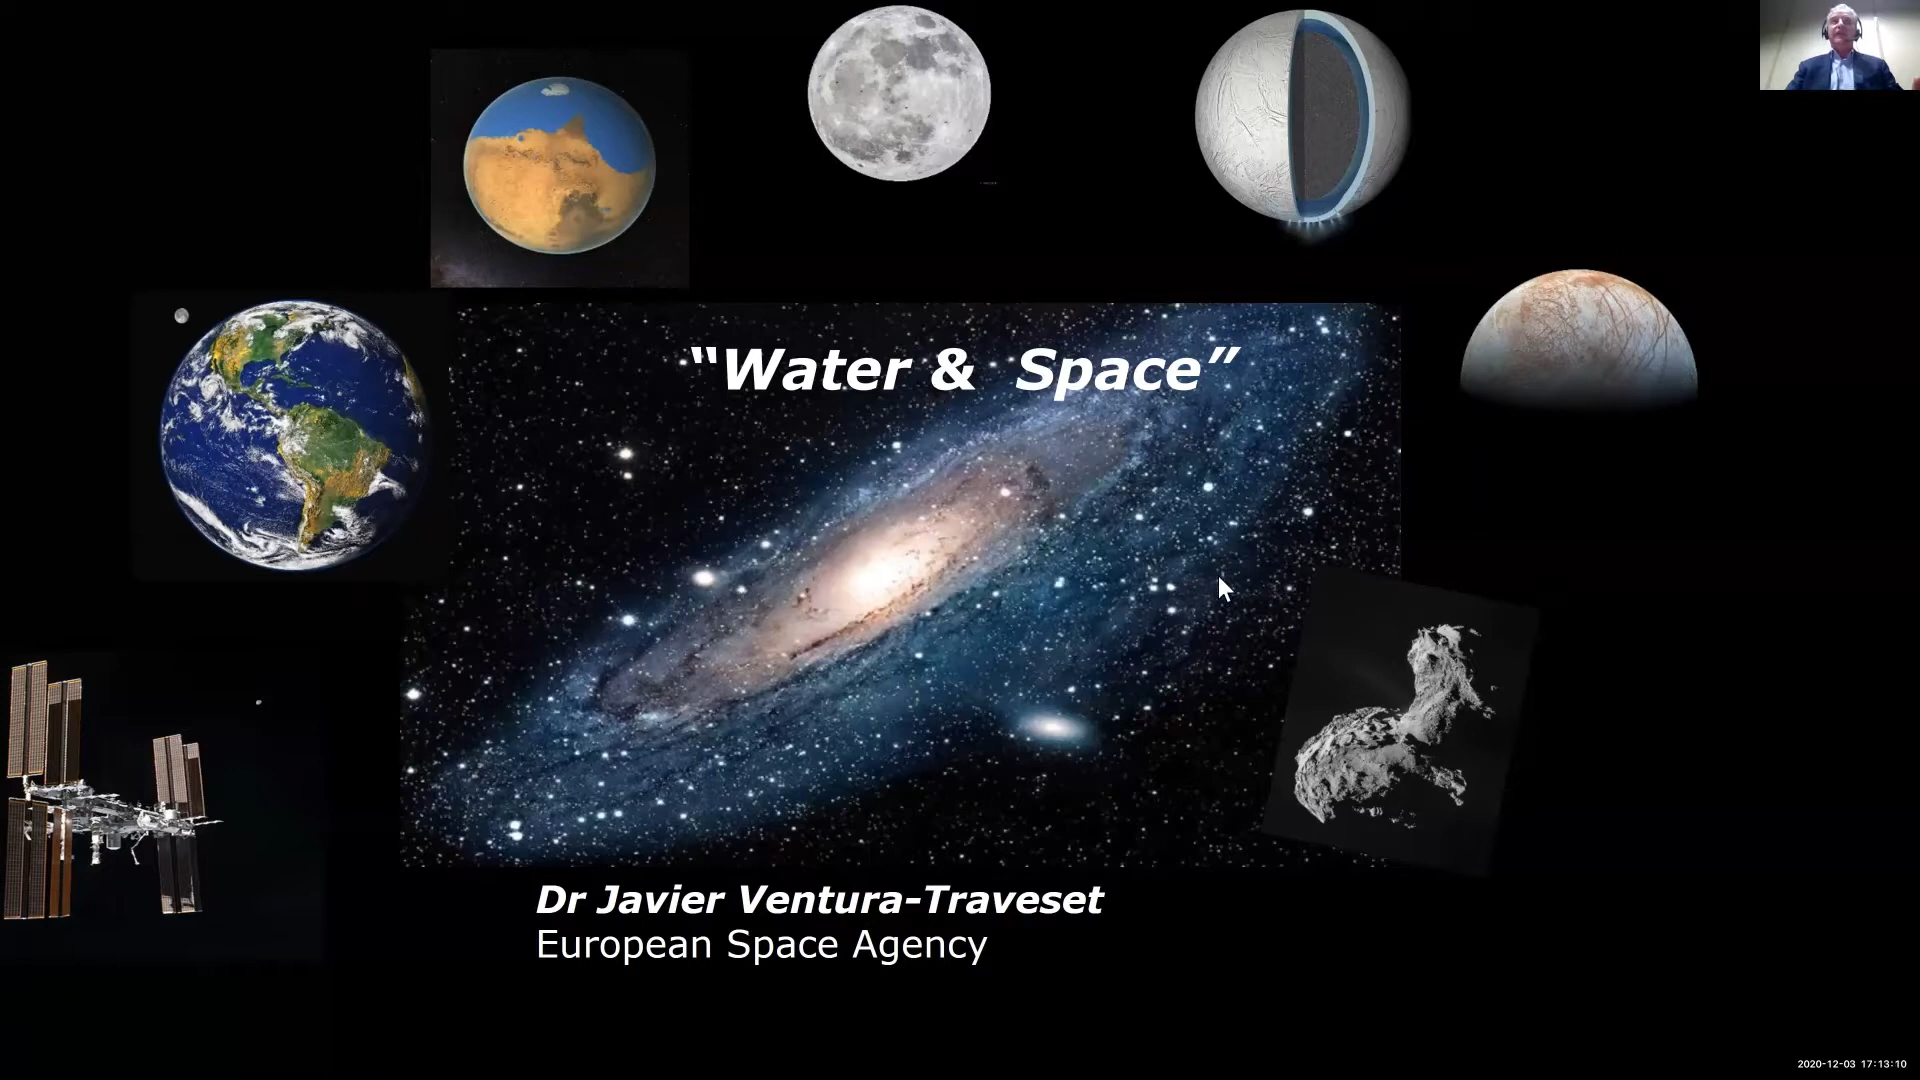 “Water & Space”
Dr Javier Ventura-Traveset
European Space Agency
2020-12-03 17:13:10